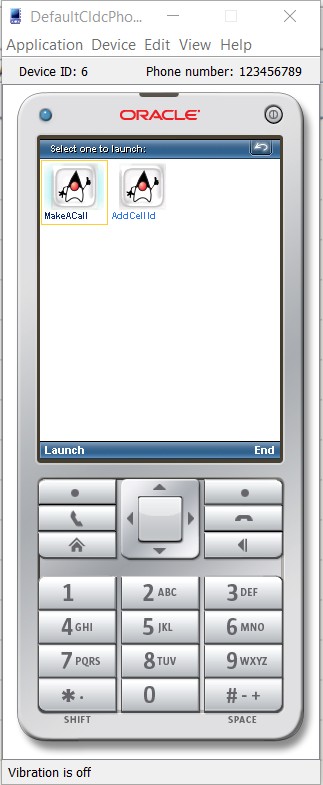 DefaultCldcPho...
Application Device Edit View Help
Device ID: 6 Phone number: 123456789
ORACLE
Select one to launch:
MakeACall AddCellId
Launch End
1 2 ABC 3 DEF
4 GHI 5 JKL 6 MNO
7 PQRS 8 TUV 9 WXYZ
* · 0 # - +
SHIFT SPACE
Vibration is off